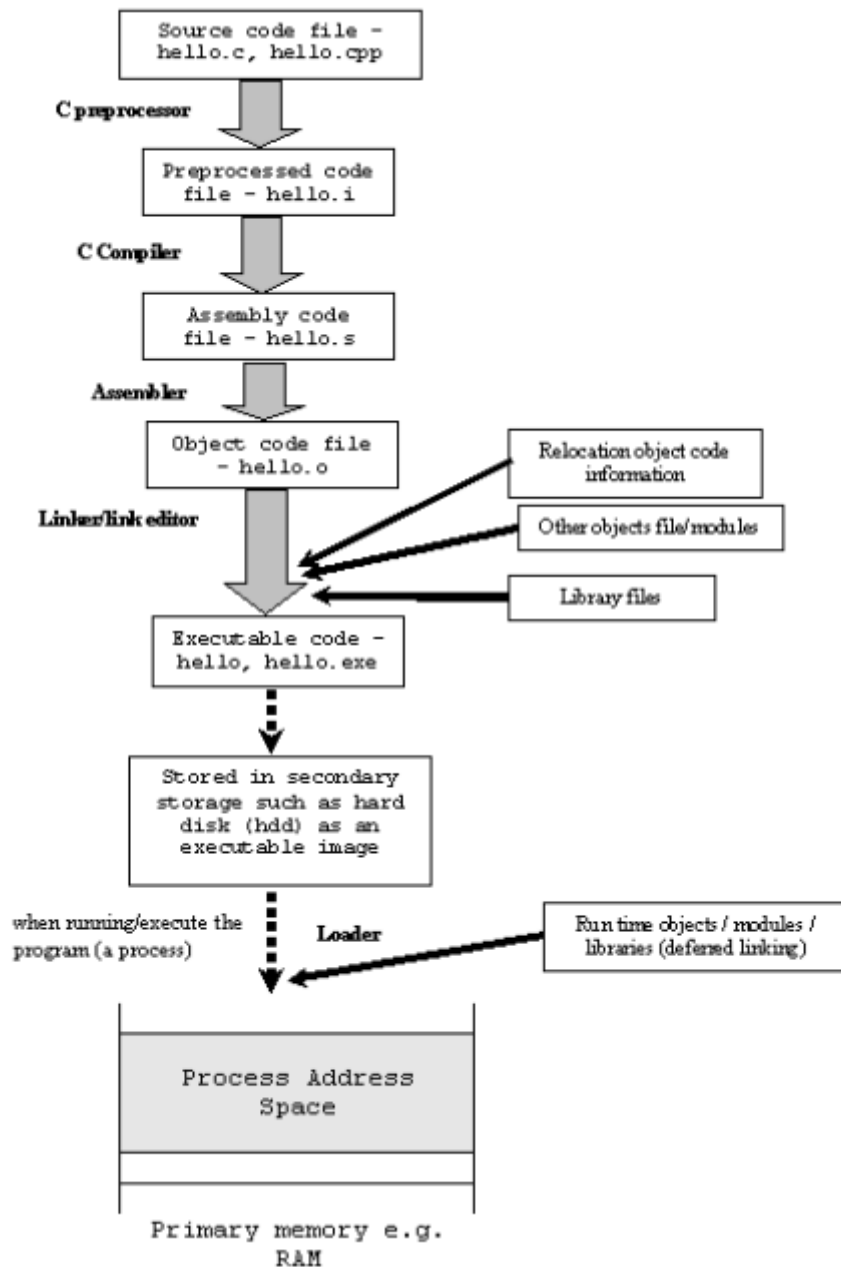 Source code file –
hello.c, hello.cpp
C preprocessor
Preprocessed code
file – hello.i
C Compiler
Assembly code
file – hello.s
Assembler
Object code file
– hello.o
Relocation object code
information
Linker/link editor
Other objects file/modules
Library files
Executable code –
hello, hello.exe
Stored in secondary
storage such as hard
disk (hdd) as an
executable image
when running/execute the
program (a process)
Loader
Run time objects / modules /
libraries (deferred linking)
Process Address
Space
Primary memory e.g.
RAM